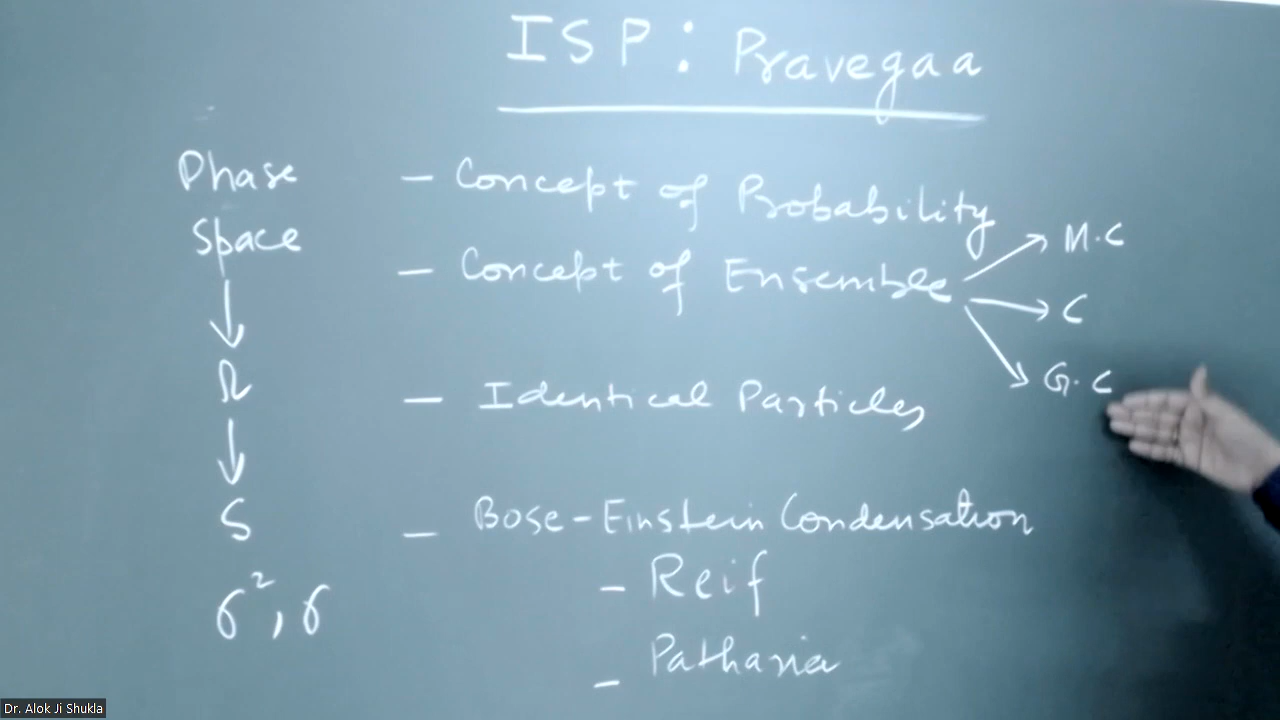 ISP: Pravegaa
Phase
Space
Ω
S
σ², σ
- Concept of Probability
- Concept of Ensemble
M.C
C
G.C
- Identical Particles
- Bose-Einstein Condensation
- Reif
- Patharia
Dr. Alok Ji Shukla